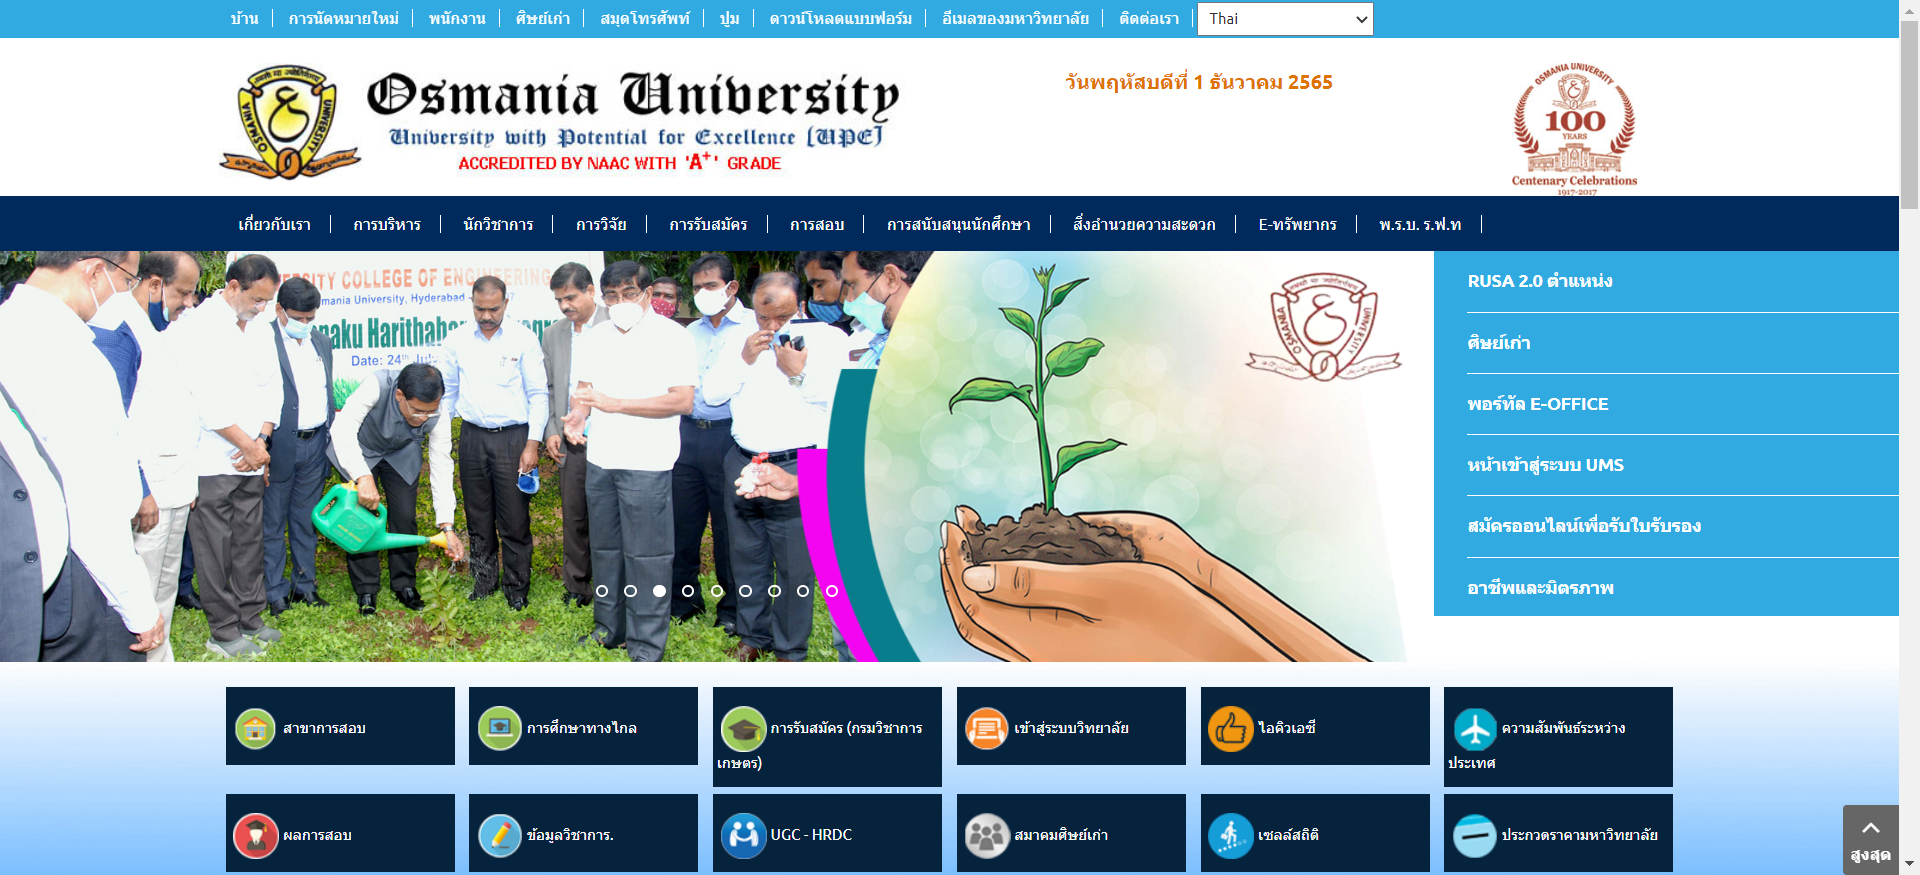 บ้าน
การนัดหมายใหม่
พนักงาน
ศิษย์เก่า
สมุดโทรศัพท์
ปูม
ดาวน์โหลดแบบฟอร์ม
อีเมลของมหาวิทยาลัย
ติดต่อเรา
Thai
Osmania University
University with Potential for Excellence [UPE]
ACCREDITED BY NAAC WITH 'A+' GRADE
OSMANIA UNIVERSITY
วันพฤหัสบดีที่ 1 ธันวาคม 2565
OSMANIA UNIVERSITY
100
YEARS
Centenary Celebrations
1917-2017
เกี่ยวกับเรา
การบริหาร
นักวิชาการ
การวิจัย
การรับสมัคร
การสอบ
การสนับสนุนนักศึกษา
สิ่งอำนวยความสะดวก
E-ทรัพยากร
พ.ร.บ. ร.ฟ.ท
COLLEGE OF ENGINEERING
University, Hyderabad
Date: 24th
OSMANIA UNIVERSITY
RUSA 2.0 ตำแหน่ง
ศิษย์เก่า
พอร์ทัล E-OFFICE
หน้าเข้าสู่ระบบ UMS
สมัครออนไลน์เพื่อรับใบรับรอง
อาชีพและมิตรภาพ
สาขาการสอบ
การศึกษาทางไกล
การรับสมัคร (กรมวิชาการ
เกษตร)
เข้าสู่ระบบวิทยาลัย
ไอคิวเอซี
ความสัมพันธ์ระหว่าง
ประเทศ
ผลการสอบ
ข้อมูลวิชาการ.
UGC - HRDC
สมาคมศิษย์เก่า
เซลล์สถิติ
ประกวดราคามหาวิทยาลัย
สูงสุด